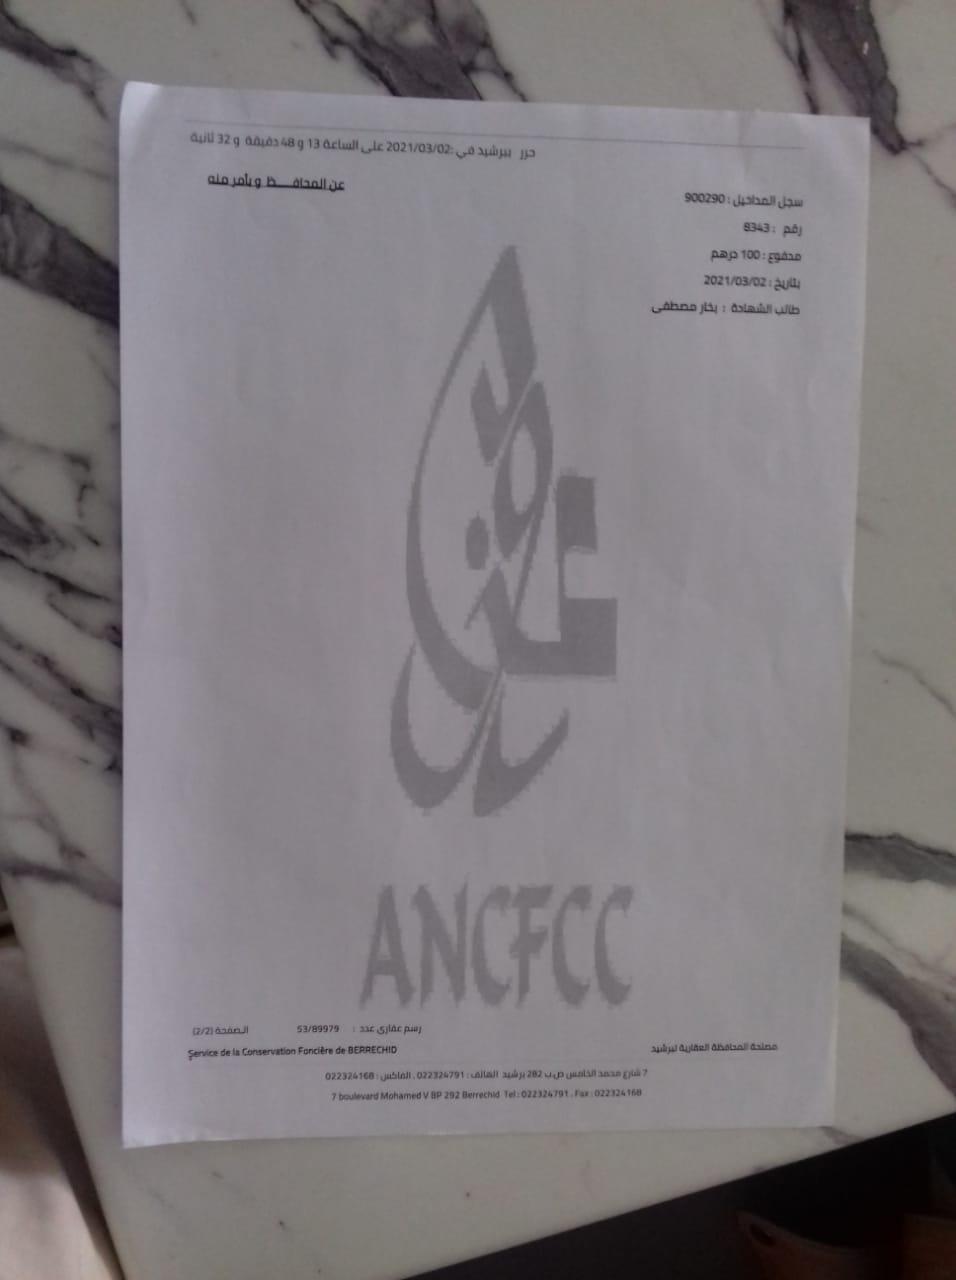 حرر ببرشيد في :2021/03/02 على الساعة 13 و 48 دقيقة و 32 ثانية
عن المحافـــــظ وبأمر منه
سجل المداخيل : 900290
رقم : 8343
مدفوع : 100 درهم
بتاريخ : 2021/03/02
طالب الشهادة : بخار مصطفى
ANCFCC
رسم عقاري عدد : 53/89979 الصفحة (2/2)
مصلحة المحافظة العقارية لبرشيد
Service de la Conservation Foncière de BERRECHID
7 شارع محمد الخامس ص.ب 282 برشيد الهاتف : 022324791 , الفاكس : 022324168
7 boulevard Mohamed V BP 292 Berrechid Tel : 022324791 , Fax : 022324168